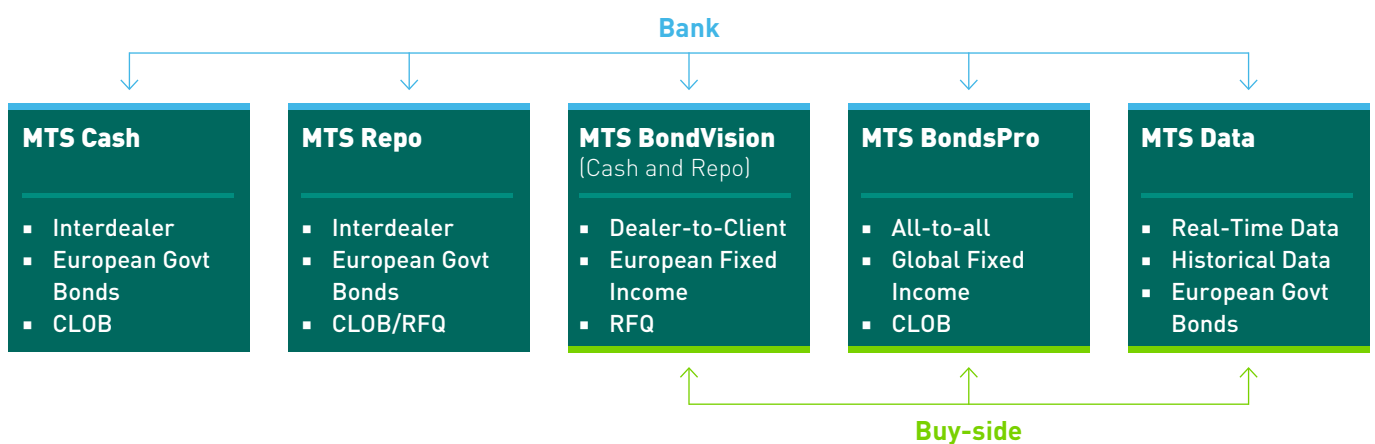 Bank
MTS Cash
▪ Interdealer
▪ European Govt
Bonds
▪ CLOB
MTS Repo
▪ Interdealer
▪ European Govt
Bonds
▪ CLOB/RFQ
MTS BondVision
(Cash and Repo)
▪ Dealer-to-Client
▪ European Fixed
Income
▪ RFQ
MTS BondsPro
▪ All-to-all
▪ Global Fixed
Income
▪ CLOB
MTS Data
▪ Real-Time Data
▪ Historical Data
▪ European Govt
Bonds
Buy-side